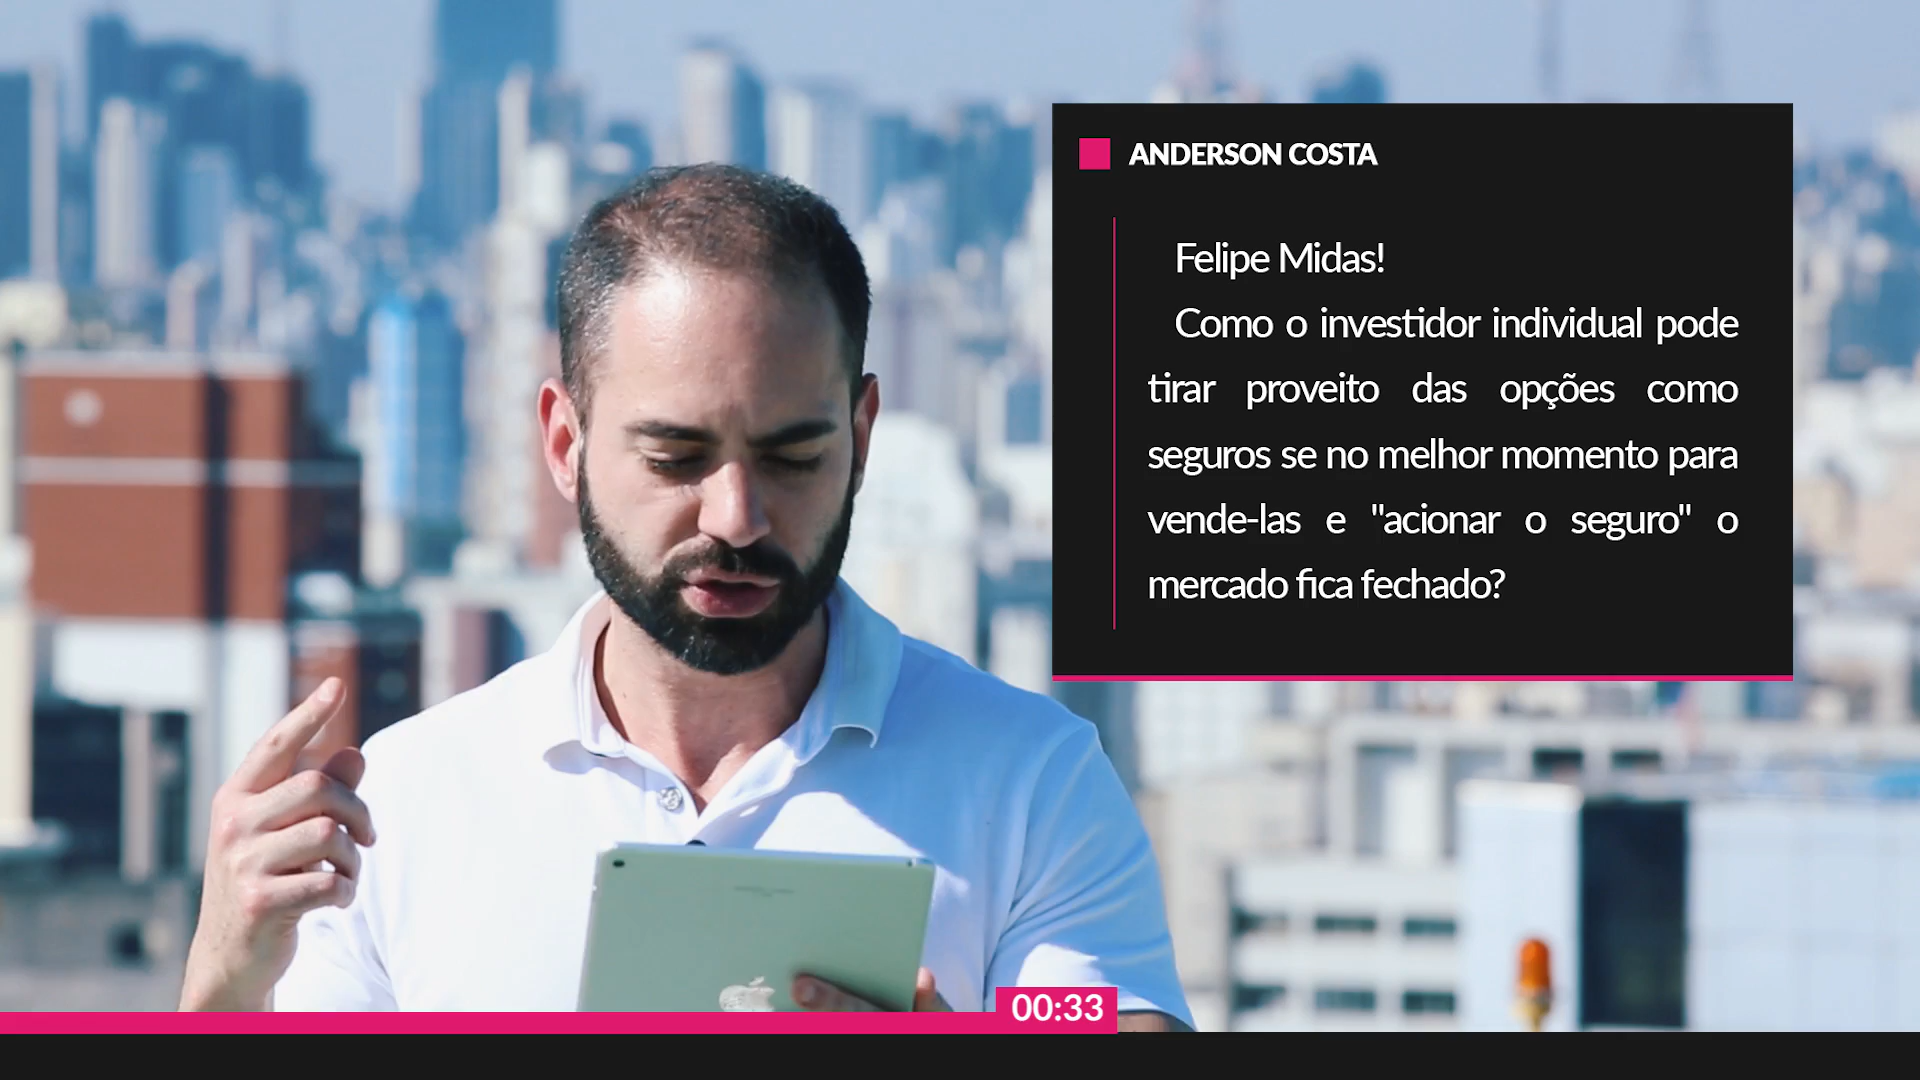 ANDERSON COSTA
Felipe Midas!
Como o investidor individual pode
tirar proveito das opções como
seguros se no melhor momento para
vende-las e "acionar o seguro" o
mercado fica fechado?
00:33